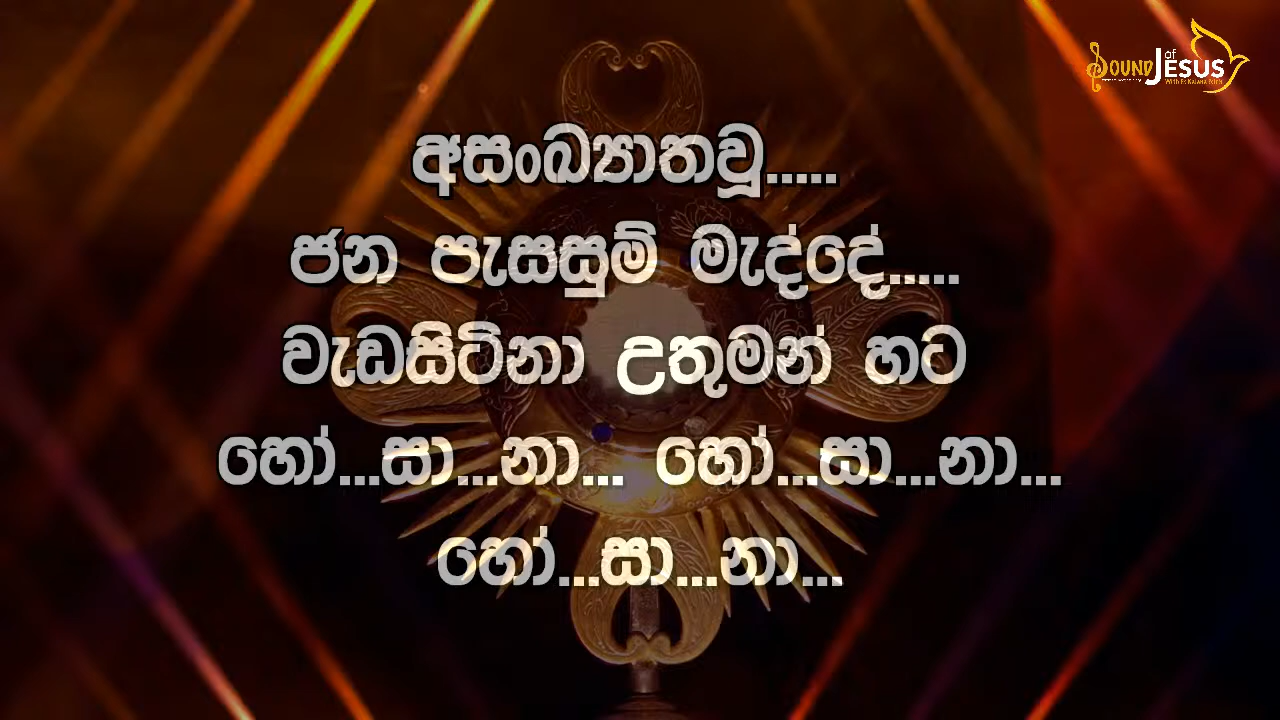 Sound of Jesus
අසංඛ්‍යාතවූ.....
ජන පැසසුම් මැද්දේ.....
වැඩසිටිනා උතුමන් හට
හෝ...සා...නා... හෝ...සා...නා...
හෝ...සා...නා...